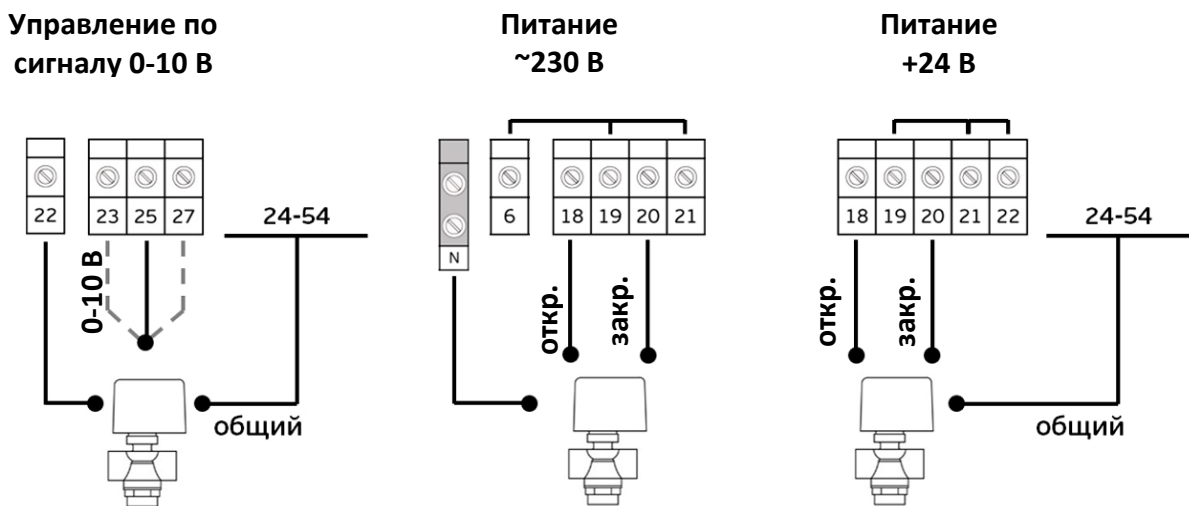 Управление по
сигналу 0-10 В
22
23 25 27
24-54
0-10 В
общий
Питание
~230 В
N
6
18 19 20 21
откр.
закр.
Питание
+24 В
18 19 20 21 22
24-54
откр.
закр.
общий